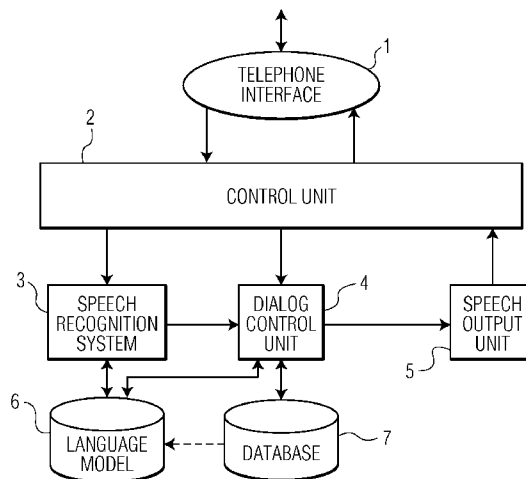 1
TELEPHONE
INTERFACE
2
CONTROL UNIT
3
SPEECH
RECOGNITION
SYSTEM
DIALOG
CONTROL
UNIT
4
SPEECH
OUTPUT
UNIT
5
6
LANGUAGE
MODEL
DATABASE
7